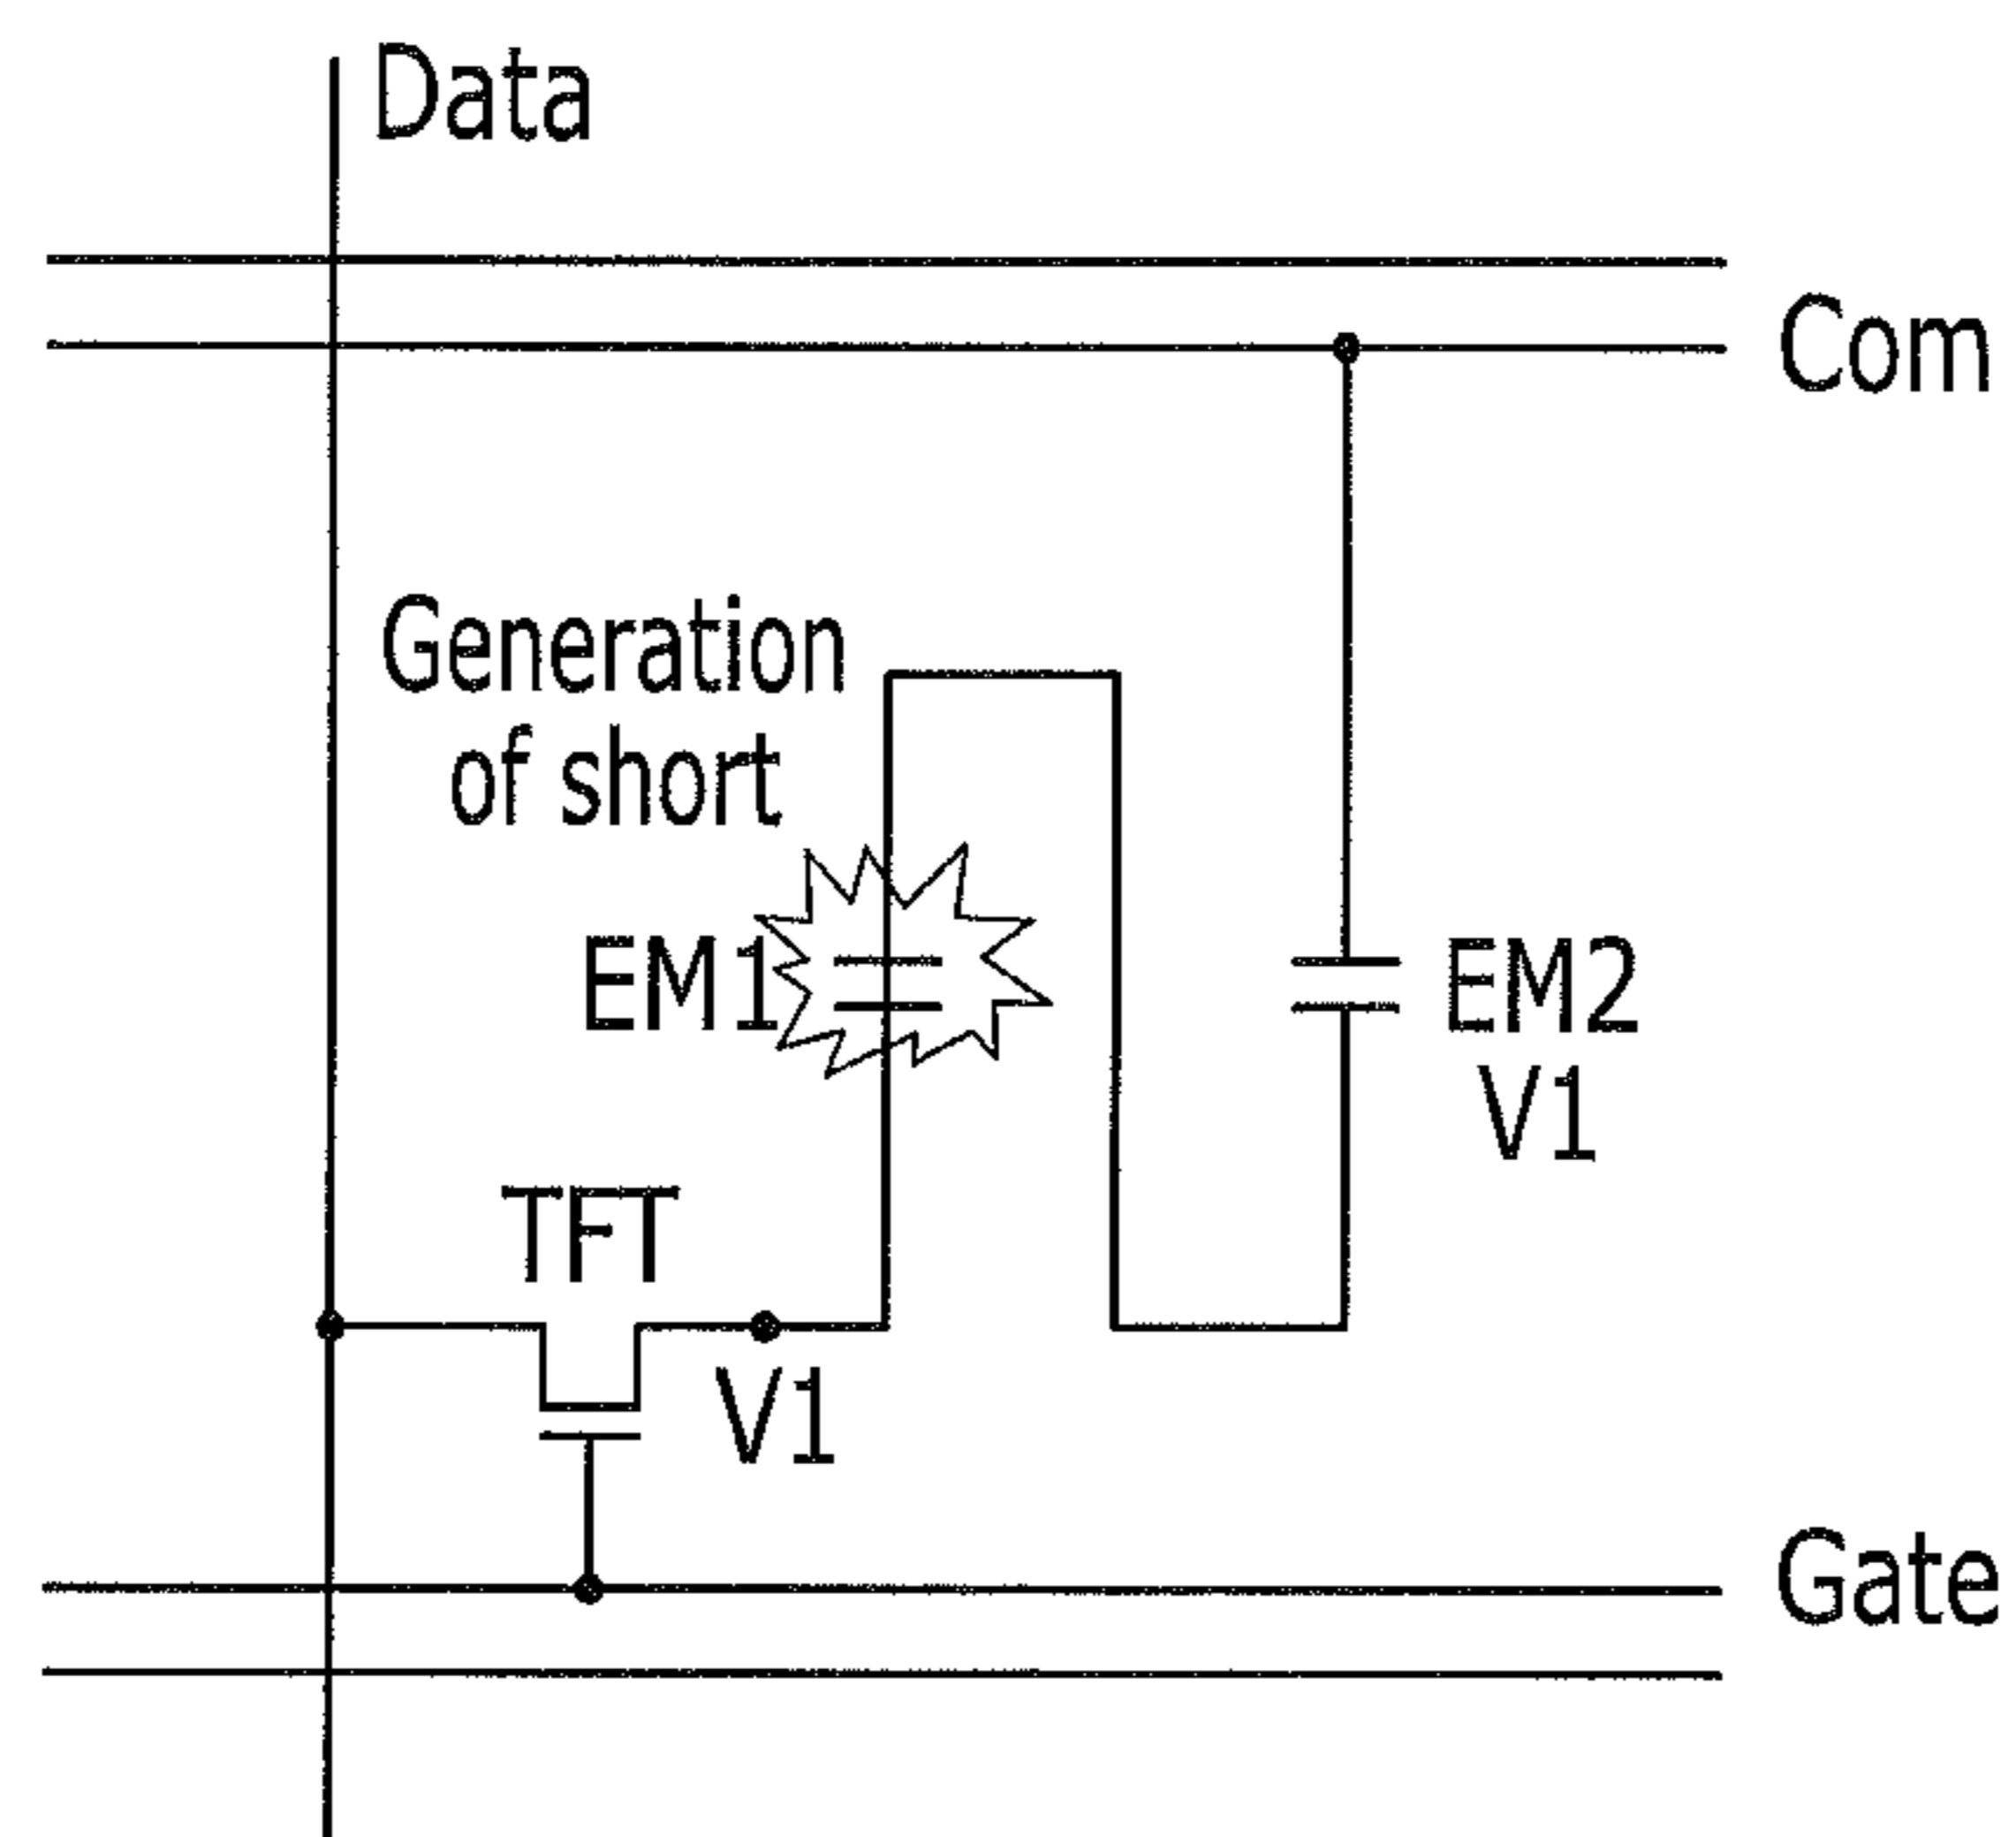 Data
Com
Generation
of short
EM1
EM2
V1
TFT
V1
Gate